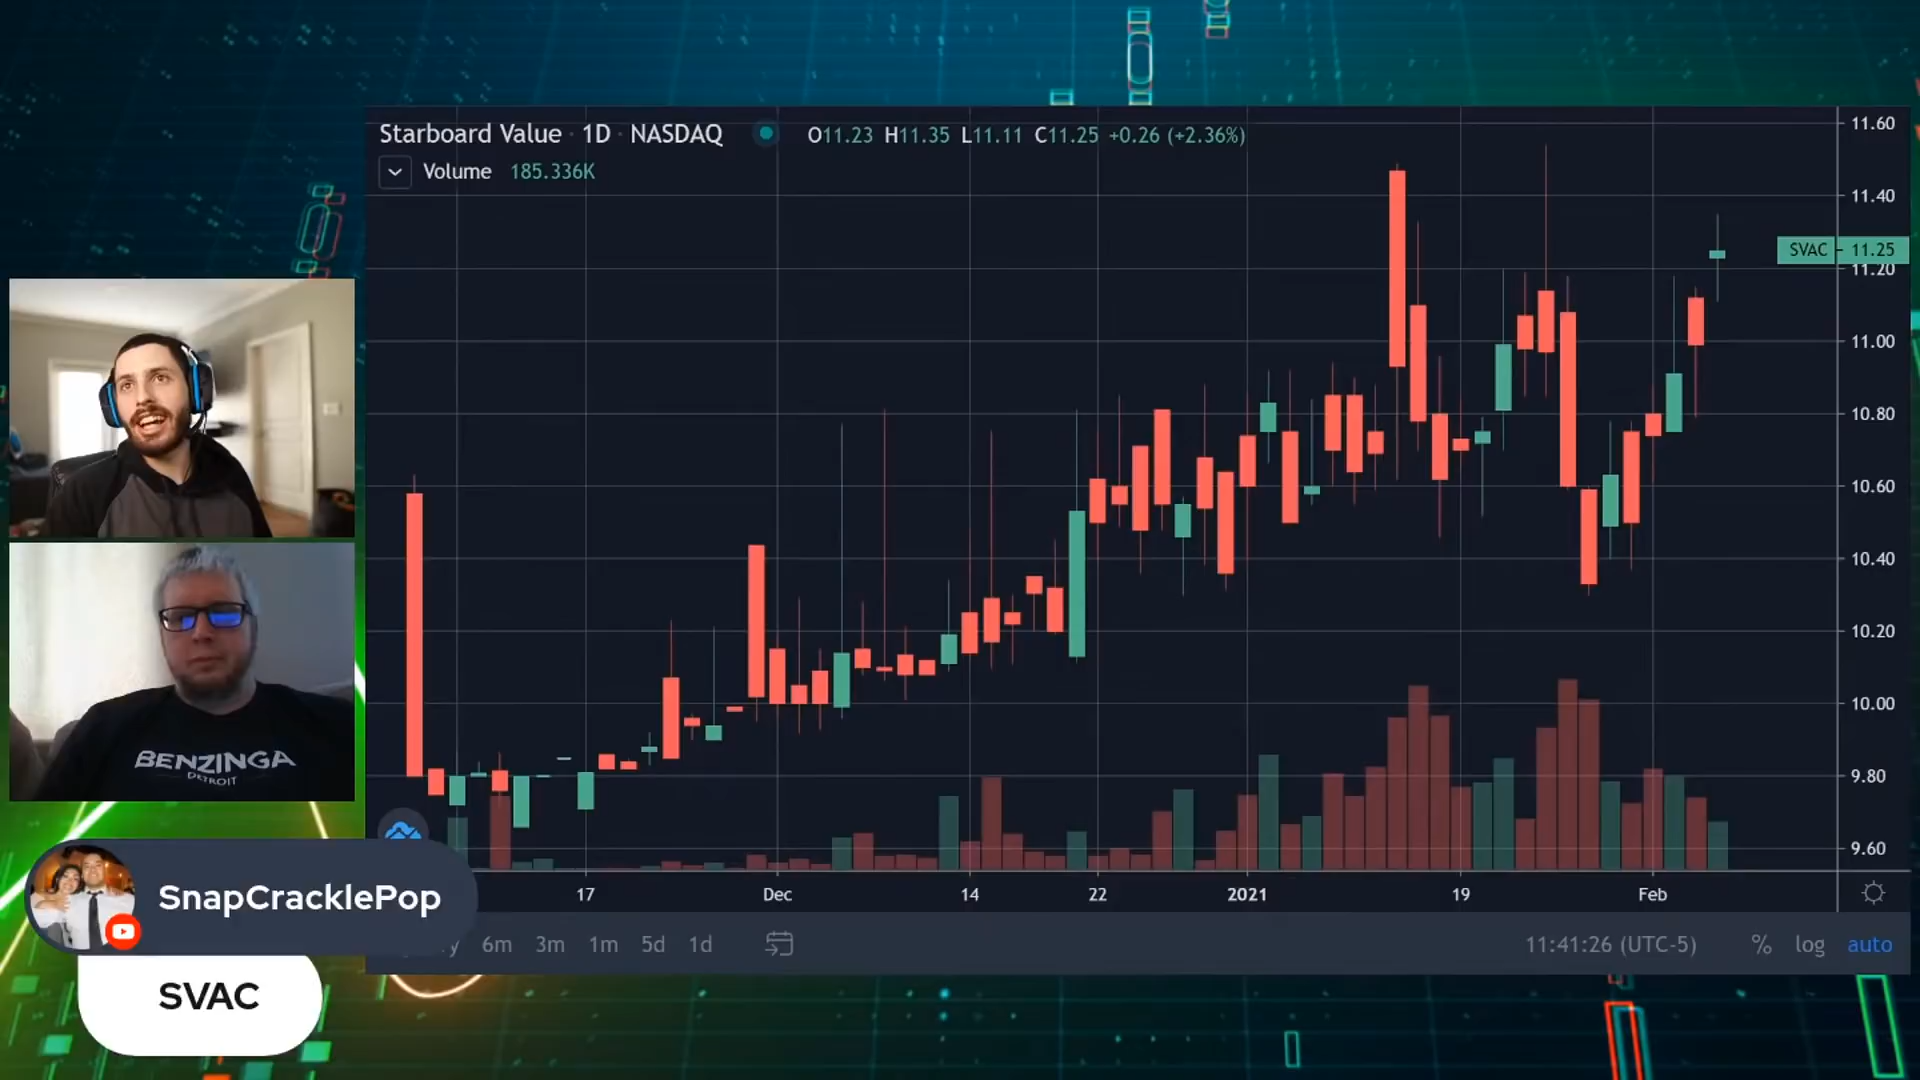 Starboard Value · 1D · NASDAQ
O11.23 H11.35 L11.11 C11.25 +0.26 (+2.36%)
Volume 185.336K
11.60
11.40
SVAC 11.25
11.20
11.00
10.80
10.60
10.40
10.20
10.00
9.80
9.60
17 Dec 14 22 2021 19 Feb
y 6m 3m 1m 5d 1d
11:41:26 (UTC-5) % log auto
BENZINGA
DETROIT
SnapCracklePop
SVAC